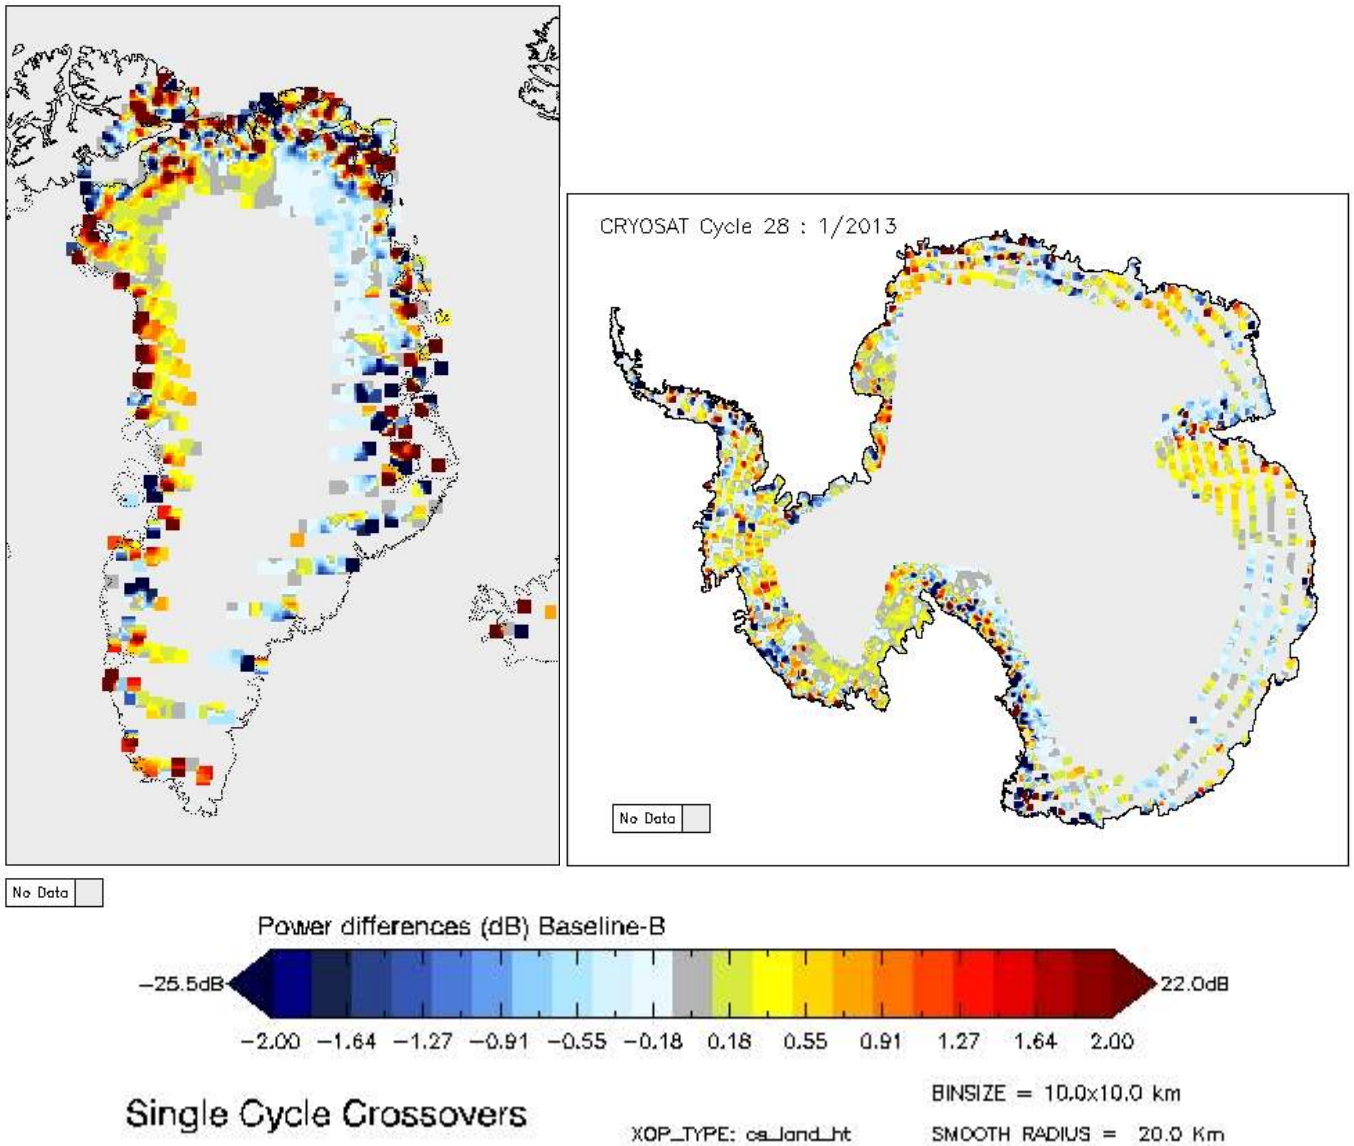 CRYOSAT Cycle 28 : 1/2013
No Data
No Data
Power differences (dB) Baseline-B
-25.5dB
22.0dB
-2.00 -1.64 -1.27 -0.91 -0.55 -0.18 0.18 0.55 0.91 1.27 1.64 2.00
BINSIZE = 10.0x10.0 km
Single Cycle Crossovers
XOP_TYPE: cs_land_ht
SMOOTH RADIUS = 20.0 Km